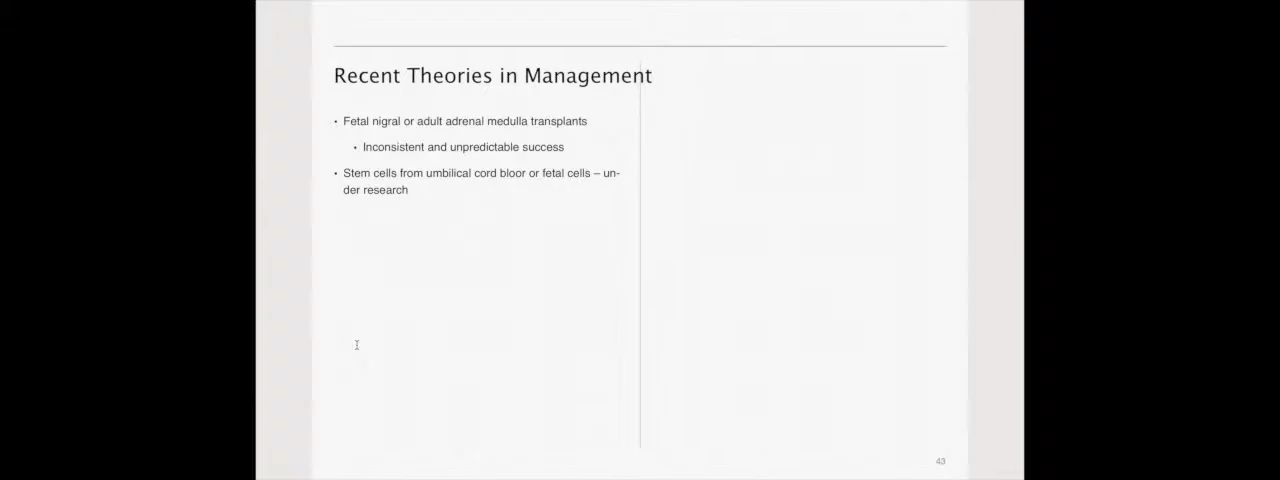 Recent Theories in Management
• Fetal nigral or adult adrenal medulla transplants
• Inconsistent and unpredictable success
• Stem cells from umbilical cord bloor or fetal cells – un-
der research
43